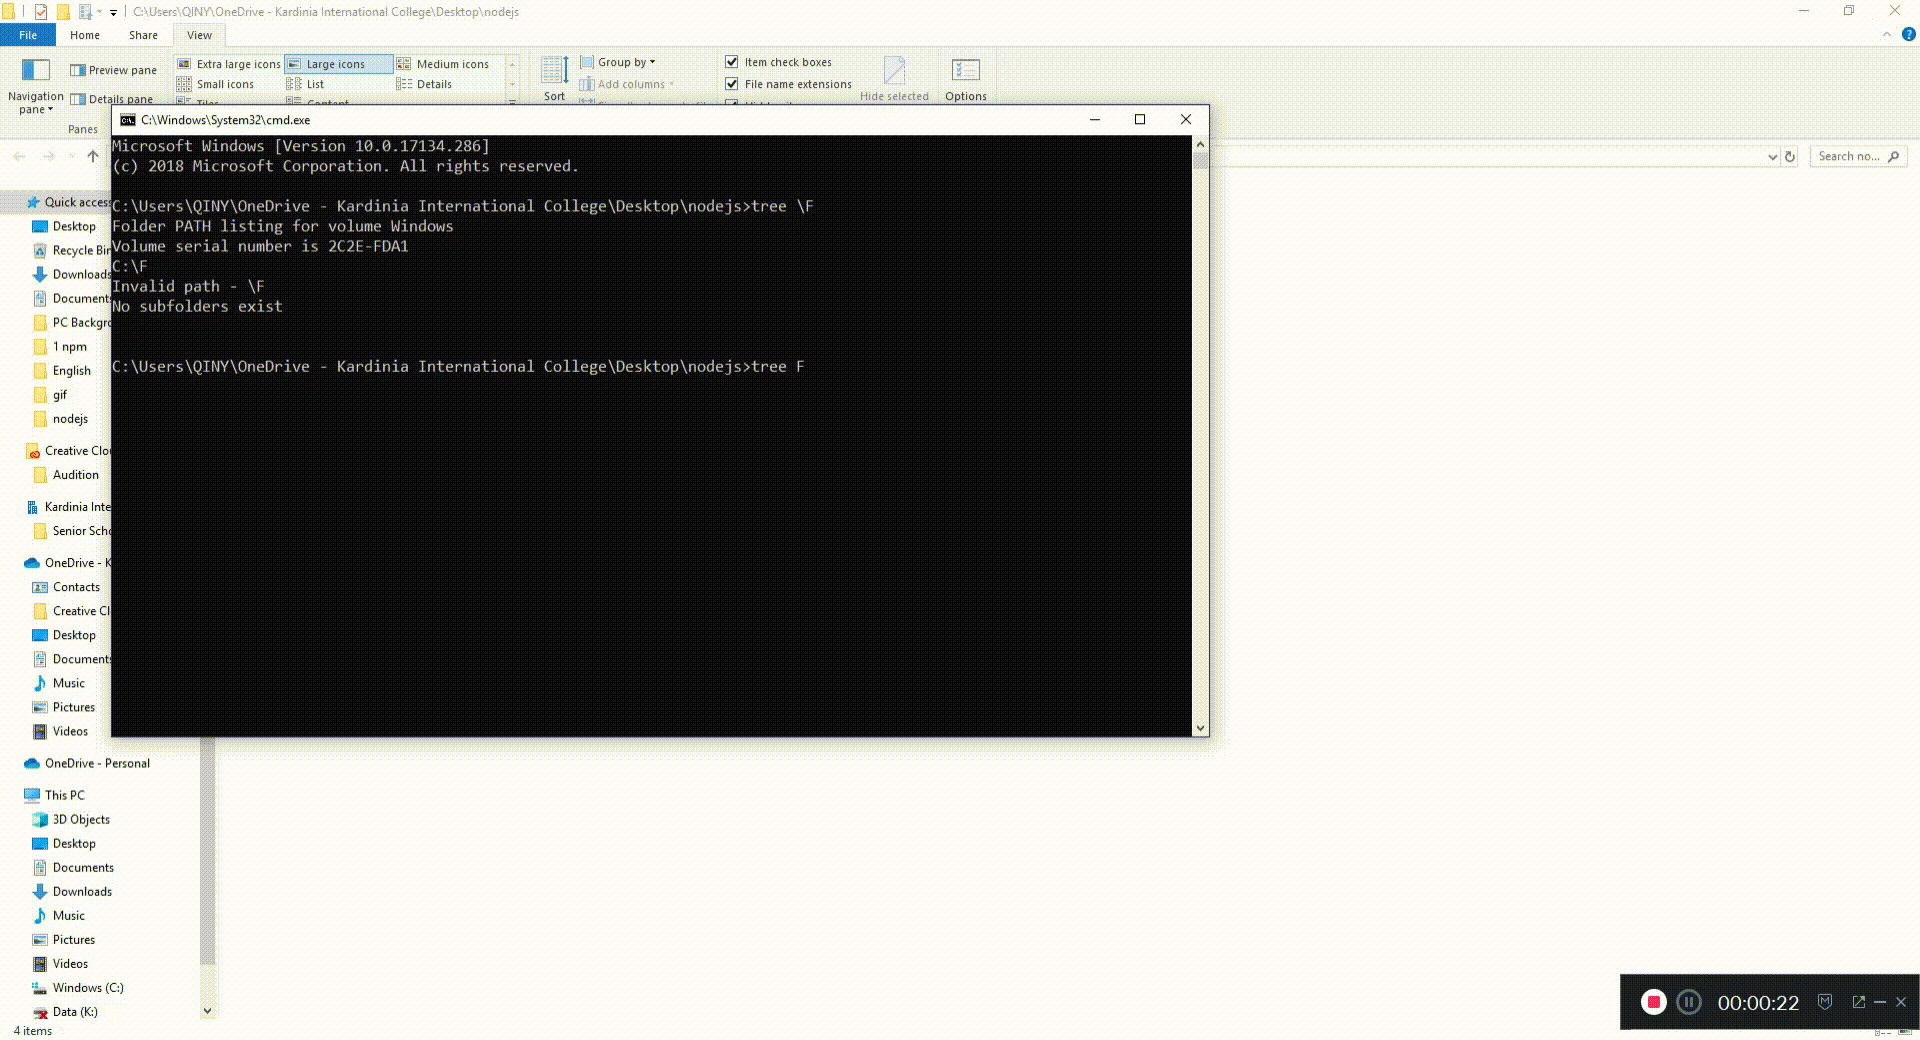 C:\Users\QINY\OneDrive - Kardinia International College\Desktop\nodejs
File Home Share View
Navigation pane
Preview pane
Details pane
Panes
Extra large icons Large icons Medium icons
Small icons List Details
Tiles Content
Sort
Group by
Add columns
Item check boxes
File name extensions
Hide selected
Options
C:\Windows\System32\cmd.exe
Microsoft Windows [Version 10.0.17134.286]
(c) 2018 Microsoft Corporation. All rights reserved.
C:\Users\QINY\OneDrive - Kardinia International College\Desktop\nodejs>tree \F
Folder PATH listing for volume Windows
Volume serial number is 2C2E-FDA1
C:\F
Invalid path - \F
No subfolders exist
C:\Users\QINY\OneDrive - Kardinia International College\Desktop\nodejs>tree F
Search no...
Quick access
Desktop
Recycle Bin
Downloads
Documents
PC Backgro
1 npm
English
gif
nodejs
Creative Clou
Audition
Kardinia Inte
Senior Scho
OneDrive - K
Contacts
Creative Cl
Desktop
Documents
Music
Pictures
Videos
OneDrive - Personal
This PC
3D Objects
Desktop
Documents
Downloads
Music
Pictures
Videos
Windows (C:)
Data (K:)
4 items
00:00:22